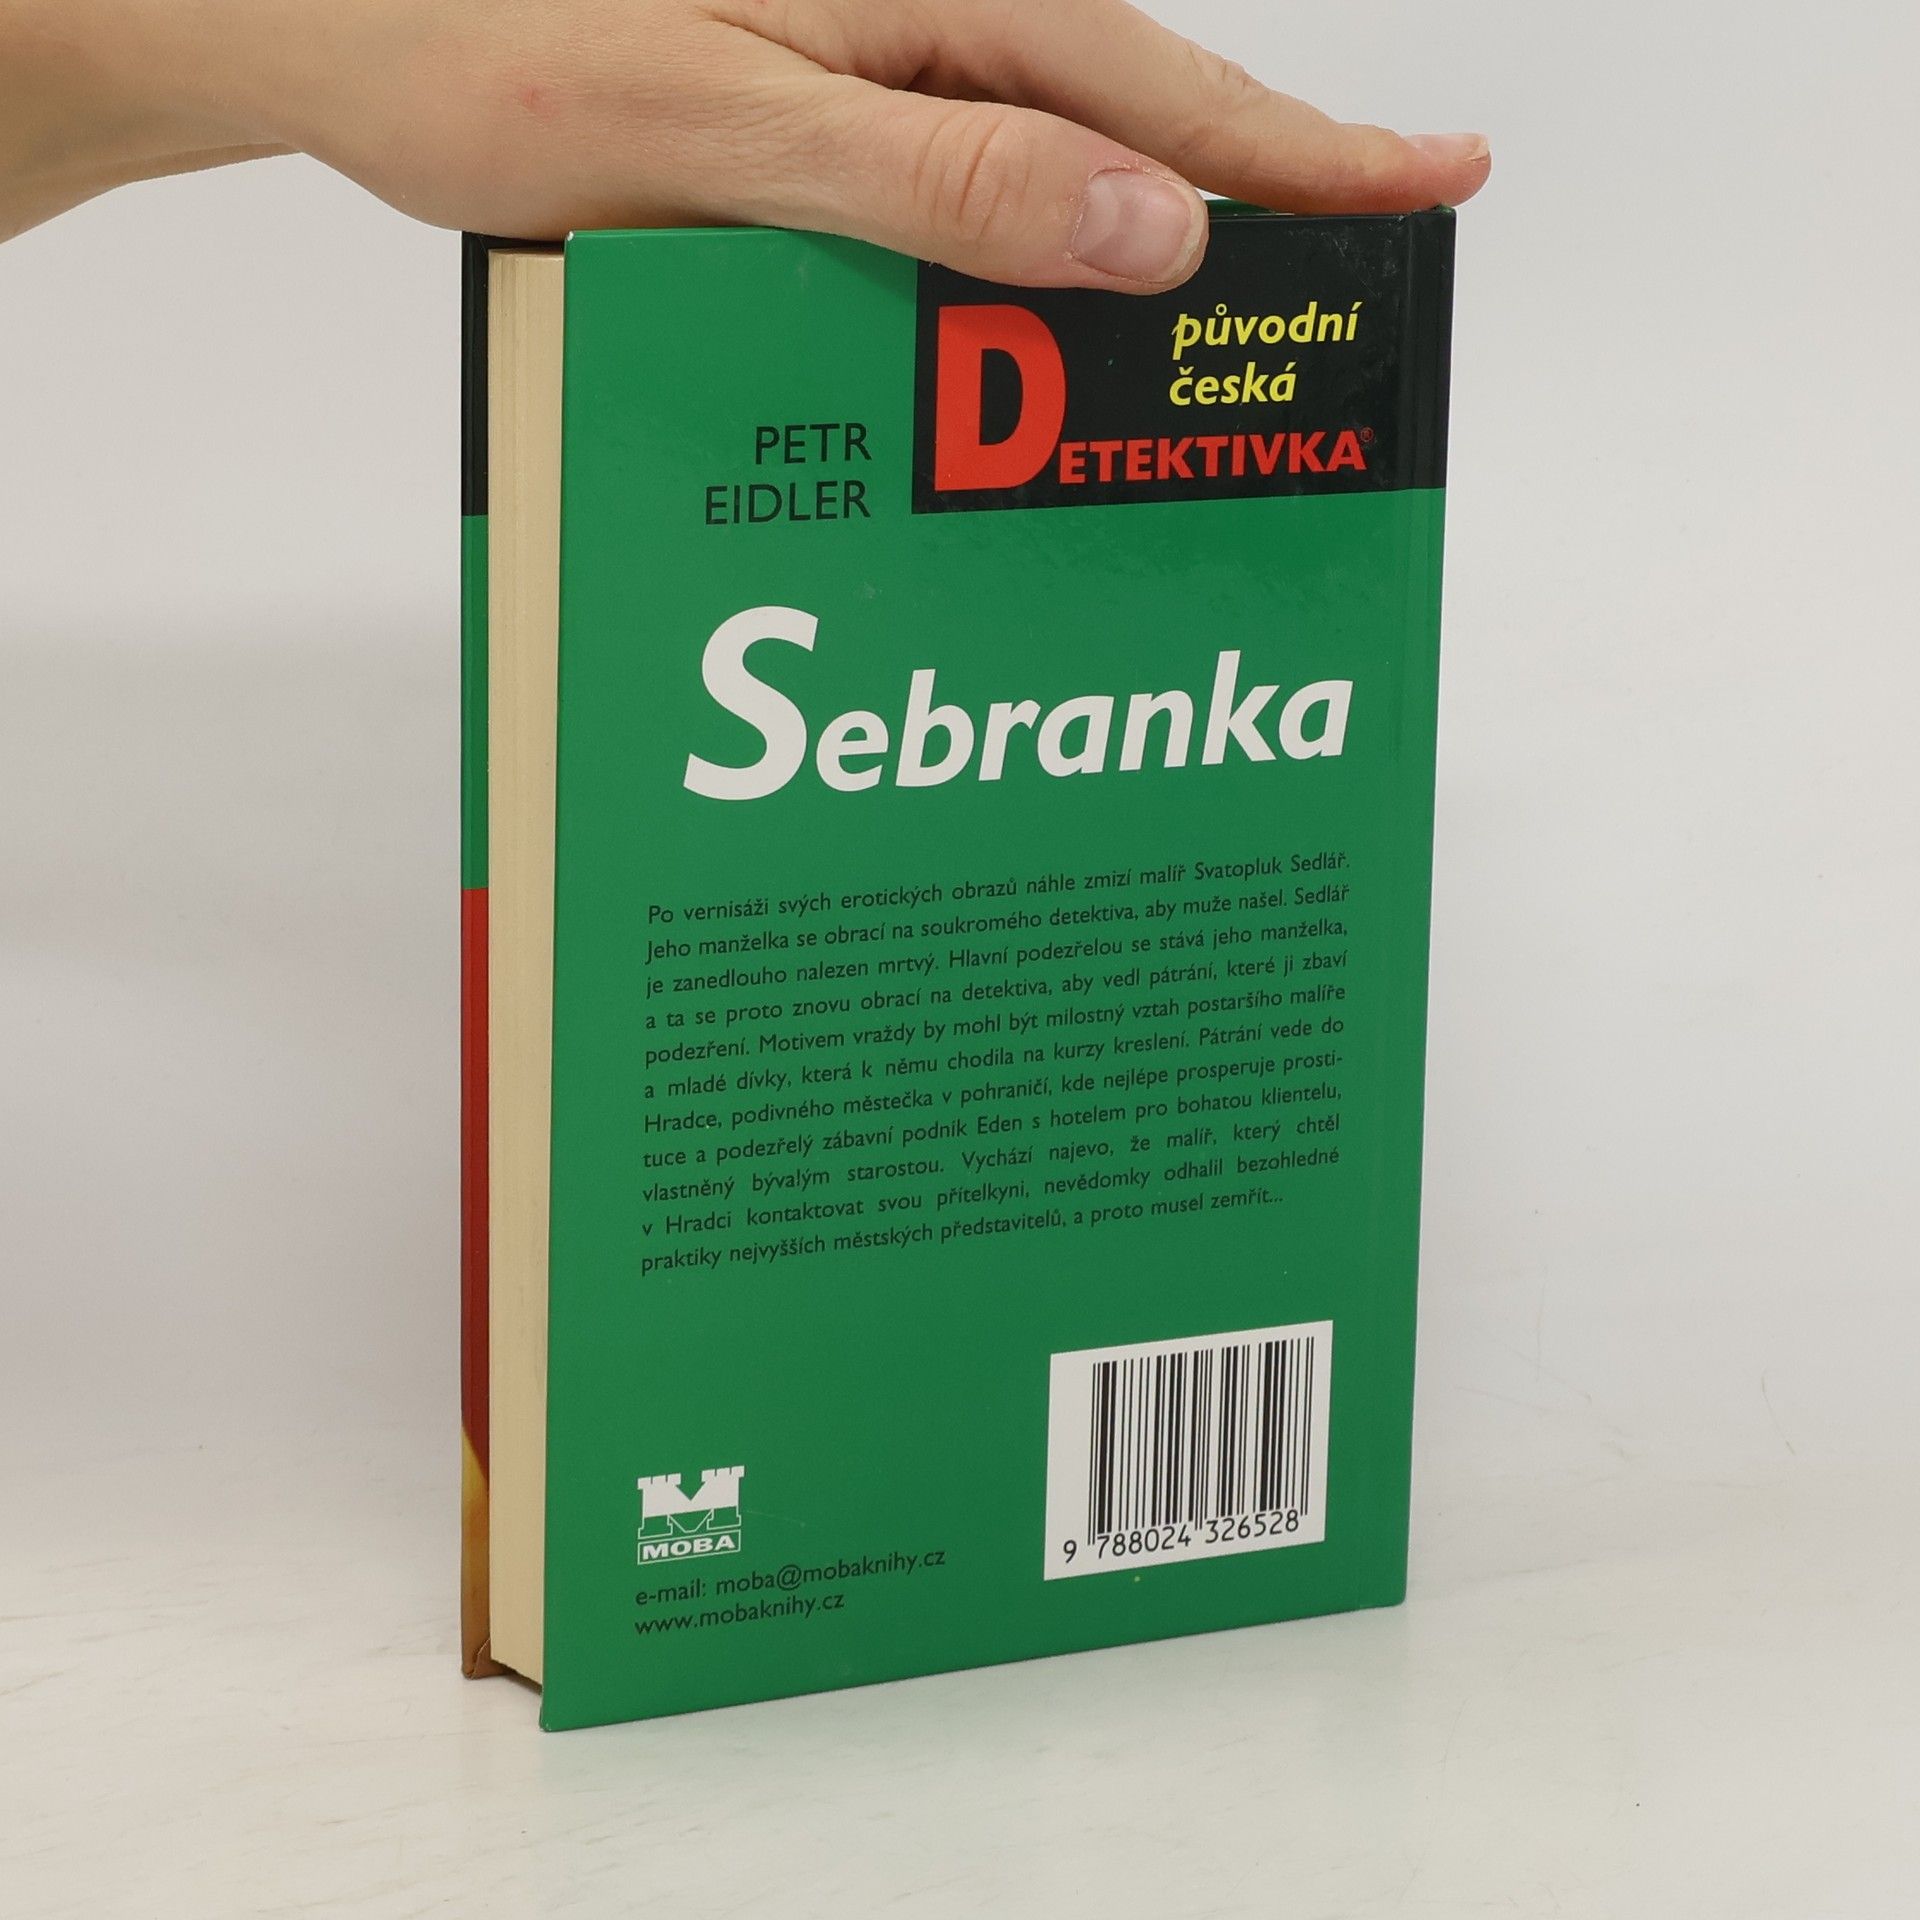 původní
česká
DETEKTIVKA®
PETR
EIDLER
Sebranka
Po vernisáži svých erotických obrazů náhle zmizí malíř Svatopluk Sedlář.
Jeho manželka se obrací na soukromého detektiva, aby muže našel. Sedlář
je zanedlouho nalezen mrtvý. Hlavní podezřelou se stává jeho manželka,
a ta se proto znovu obrací na detektiva, aby vedl pátrání, které ji zbaví
podezření. Motivem vraždy by mohl být milostný vztah postaršího malíře
a mladé dívky, která k němu chodila na kurzy kreslení. Pátrání vede do
Hradce, podivného městečka v pohraničí, kde nejlépe prosperuje prosti-
tuce a podezřelý zábavní podnik Eden s hotelem pro bohatou klientelu,
vlastněný bývalým starostou. Vychází najevo, že malíř, který chtěl
v Hradci kontaktovat svou přítelkyni, nevědomky odhalil bezohledné
praktiky nejvyšších městských představitelů, a proto musel zemřít...
MOBA
e-mail: moba@mobaknihy.cz
www.mobaknihy.cz
9 788024 326528